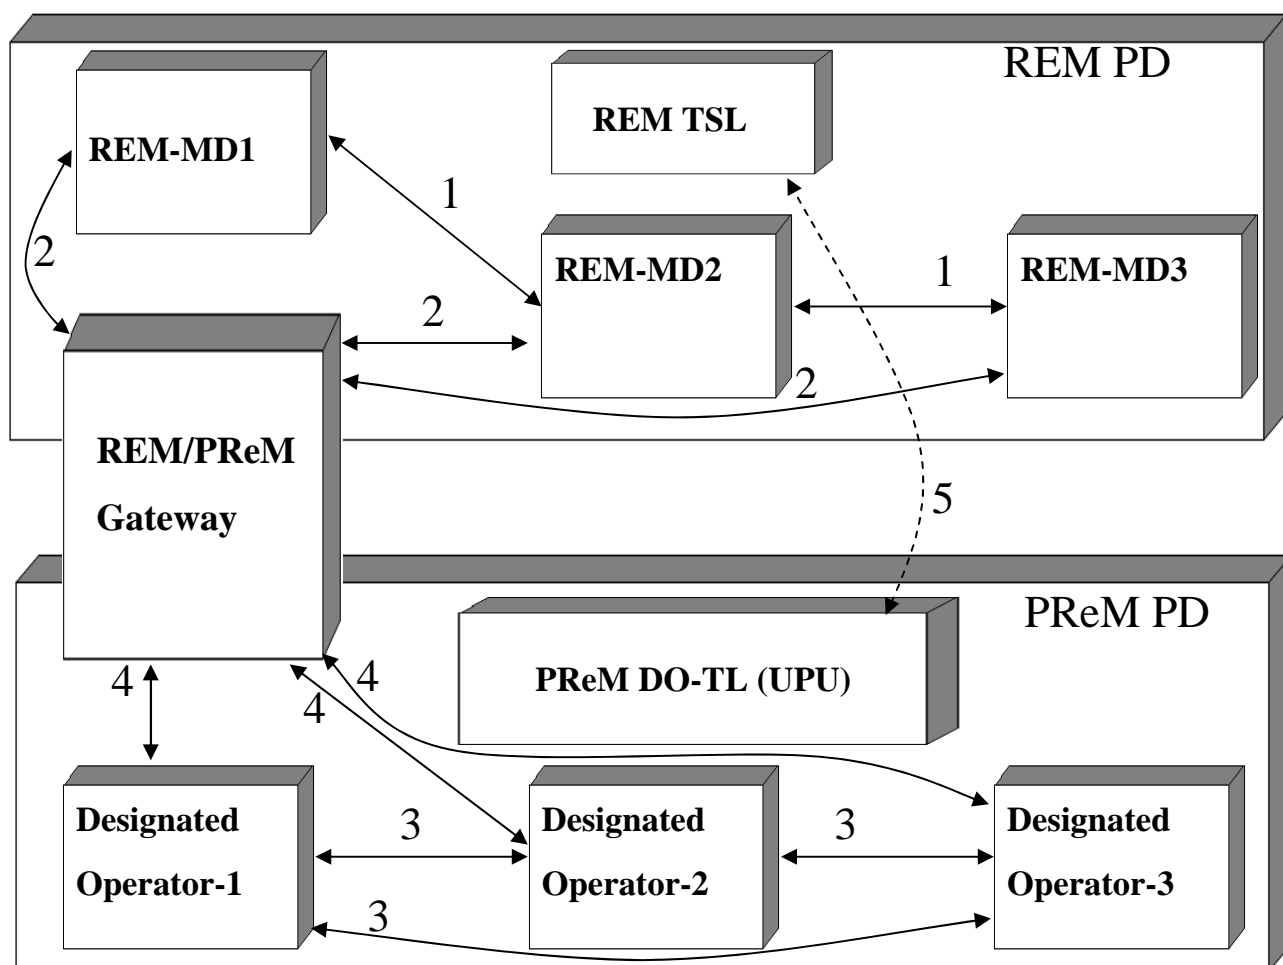 REM PD
REM-MD1
REM TSL
1
2
REM-MD2
REM-MD3
1
2
2
REM/PReM
Gateway
5
PReM PD
4
4
4
PReM DO-TL (UPU)
Designated
Operator-1
3
Designated
Operator-2
3
Designated
Operator-3
3